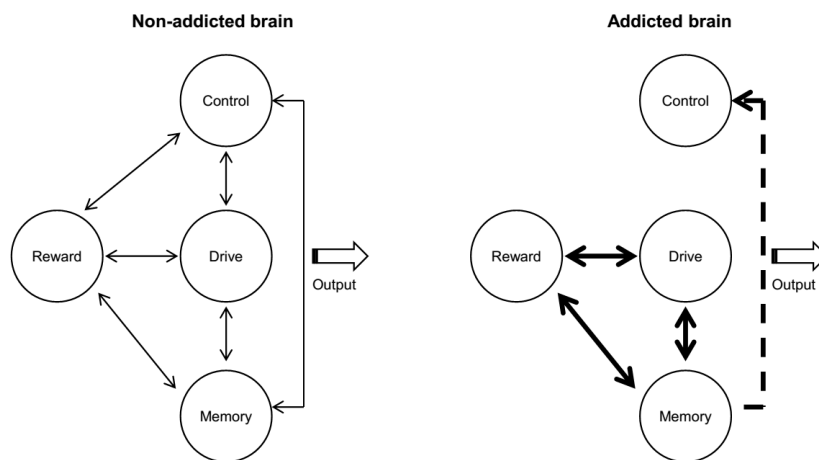 Non-addicted brain
Control
Reward
Drive
Output
Memory
Addicted brain
Control
Reward
Drive
Output
Memory